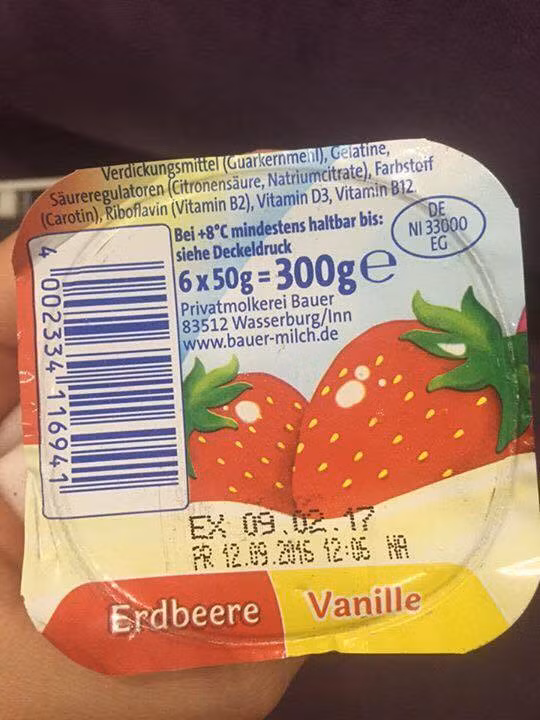 Verdickungsmittel (Guarkernmehl), Gelatine,
Säureregulatoren (Citronensäure, Natriumcitrate), Farbstoff
(Carotin), Riboflavin (Vitamin B2), Vitamin D3, Vitamin B12.
Bei +8°C mindestens haltbar bis:
siehe Deckeldruck
DE
NI 33000
EG
6 x 50g = 300g e
Privatmolkerei Bauer
83512 Wasserburg/Inn
www.bauer-milch.de
4 002334 116941
EX 09.02.17
PR 12.09.2016 12:06 NA
Erdbeere Vanille